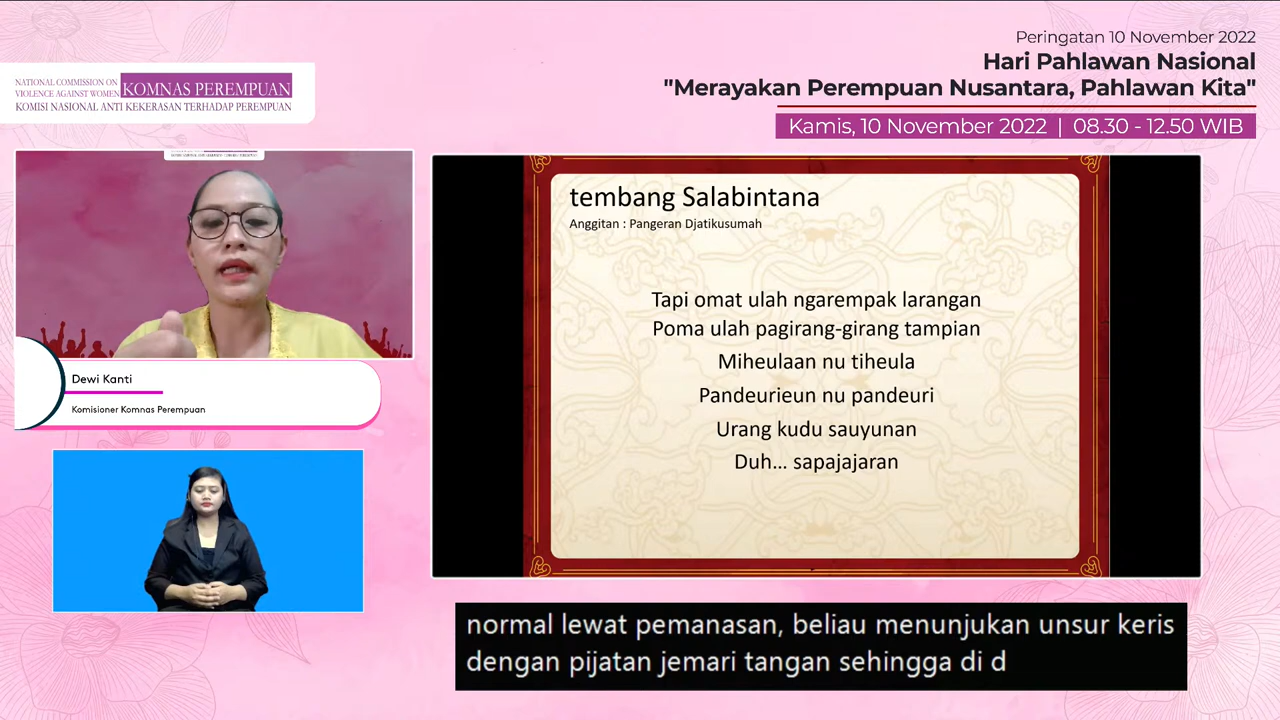 Peringatan 10 November 2022
Hari Pahlawan Nasional
"Merayakan Perempuan Nusantara, Pahlawan Kita"
Kamis, 10 November 2022 | 08.30 - 12.50 WIB
NATIONAL COMMISSION ON
VIOLENCE AGAINST WOMEN
KOMNAS PEREMPUAN
KOMISI NASIONAL ANTI KEKERASAN TERHADAP PEREMPUAN
Dewi Kanti
Komisioner Komnas Perempuan
tembang Salabintana
Anggitan : Pangeran Djatikusumah
Tapi omat ulah ngarempak larangan
Poma ulah pagirang-girang tampian
Miheulaan nu tiheula
Pandeurieun nu pandeuri
Urang kudu sauyunan
Duh... sapajajaran
normal lewat pemanasan, beliau menunjukan unsur keris
dengan pijatan jemari tangan sehingga di d